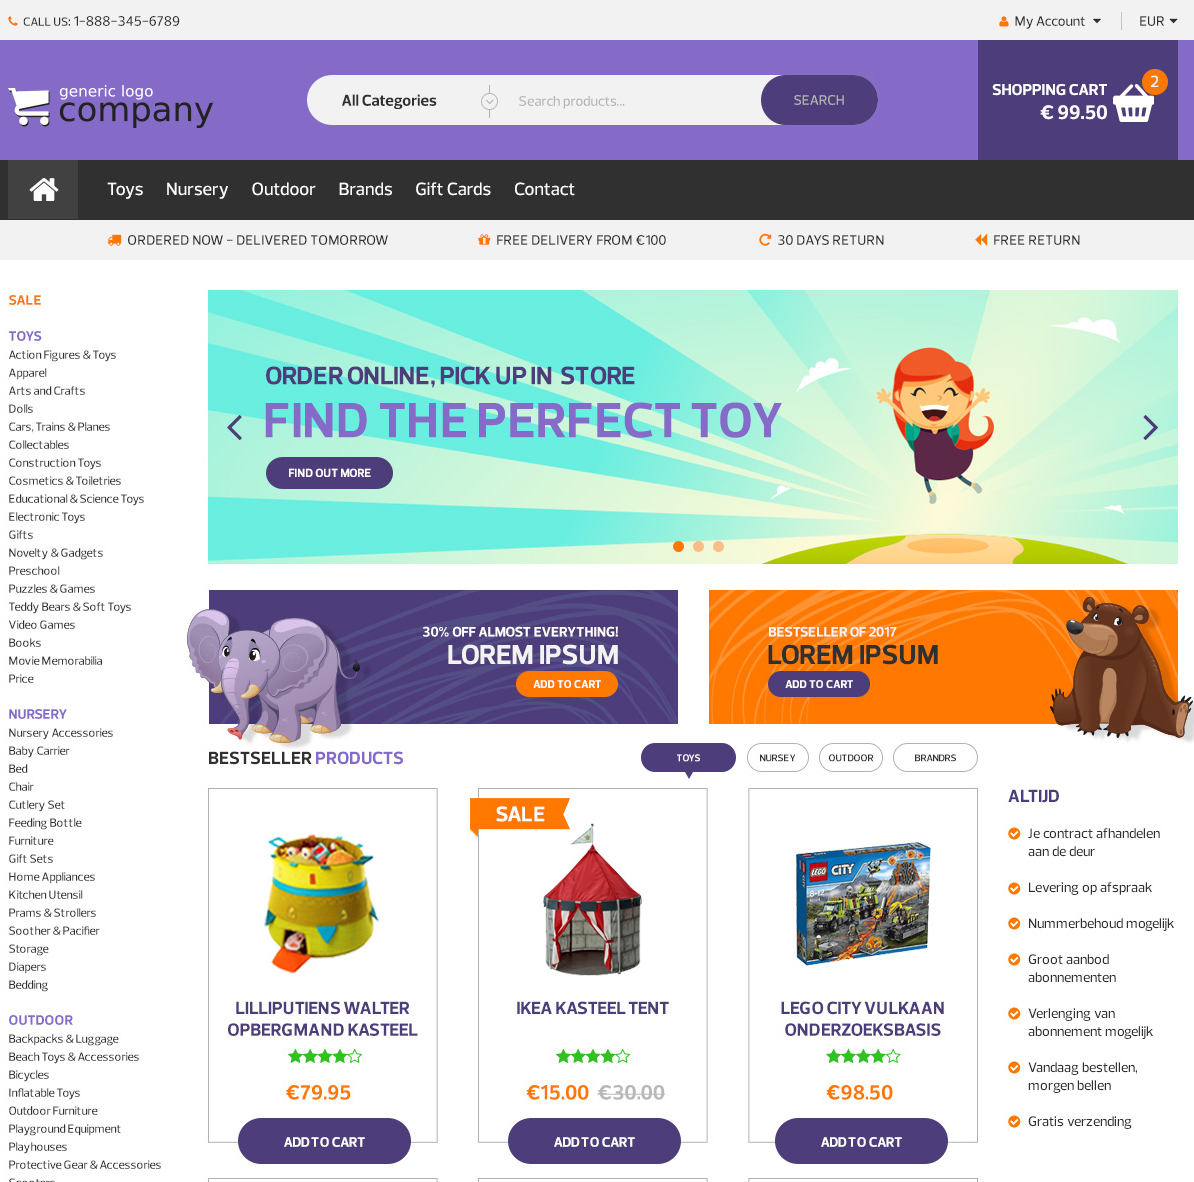 CALL US: 1-888-345-6789
My Account
EUR
generic logo
company
All Categories
Search products...
SEARCH
SHOPPING CART
€ 99.50
2
Toys
Nursery
Outdoor
Brands
Gift Cards
Contact
ORDERED NOW - DELIVERED TOMORROW
FREE DELIVERY FROM €100
30 DAYS RETURN
FREE RETURN
SALE
TOYS
Action Figures & Toys
Apparel
Arts and Crafts
Dolls
Cars, Trains & Planes
Collectables
Construction Toys
Cosmetics & Toiletries
Educational & Science Toys
Electronic Toys
Gifts
Novelty & Gadgets
Preschool
Puzzles & Games
Teddy Bears & Soft Toys
Video Games
Books
Movie Memorabilia
Price
NURSERY
Nursery Accessories
Baby Carrier
Bed
Chair
Cutlery Set
Feeding Bottle
Furniture
Gift Sets
Home Appliances
Kitchen Utensil
Prams & Strollers
Soother & Pacifier
Storage
Diapers
Bedding
OUTDOOR
Backpacks & Luggage
Beach Toys & Accessories
Bicycles
Inflatable Toys
Outdoor Furniture
Playground Equipment
Playhouses
Protective Gear & Accessories
Scooters
ORDER ONLINE, PICK UP IN STORE
FIND THE PERFECT TOY
FIND OUT MORE
30% OFF ALMOST EVERYTHING!
LOREM IPSUM
ADD TO CART
BESTSELLER OF 2017
LOREM IPSUM
ADD TO CART
BESTSELLER PRODUCTS
TOYS
NURSEY
OUTDOOR
BRANDRS
LILLIPUTIENS WALTER
OPBERGMAND KASTEEL
€79.95
ADD TO CART
SALE
IKEA KASTEEL TENT
€15.00 €30.00
ADD TO CART
LEGO CITY
6-12
LEGO CITY VULKAAN
ONDERZOEKSBASIS
€98.50
ADD TO CART
ALTIJD
Je contract afhandelen
aan de deur
Levering op afspraak
Nummerbehoud mogelijk
Groot aanbod
abonnementen
Verlenging van
abonnement mogelijk
Vandaag bestellen,
morgen bellen
Gratis verzending